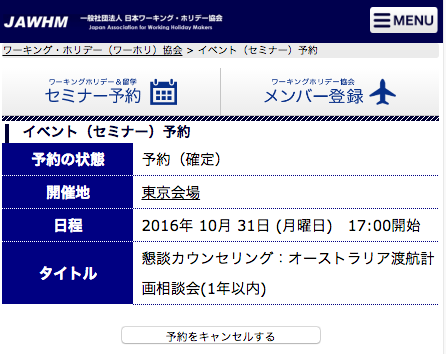 JAWHM 一般社団法人 日本ワーキング・ホリデー協会
Japan Association for Working Holiday Makers
MENU
ワーキング・ホリデー（ワーホリ）協会 > イベント（セミナー）予約
ワーキングホリデー＆留学
セミナー予約
ワーキングホリデー協会
メンバー登録
イベント（セミナー）予約
予約の状態 予約（確定）
開催地 東京会場
日程 2016年 10月 31日 (月曜日) 17:00開始
タイトル 懇談カウンセリング：オーストラリア渡航計
画相談会(1年以内)
予約をキャンセルする